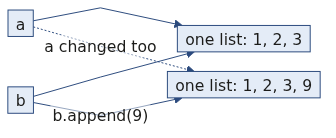 a
one list: 1, 2, 3
a changed too
one list: 1, 2, 3, 9
b
b.append(9)